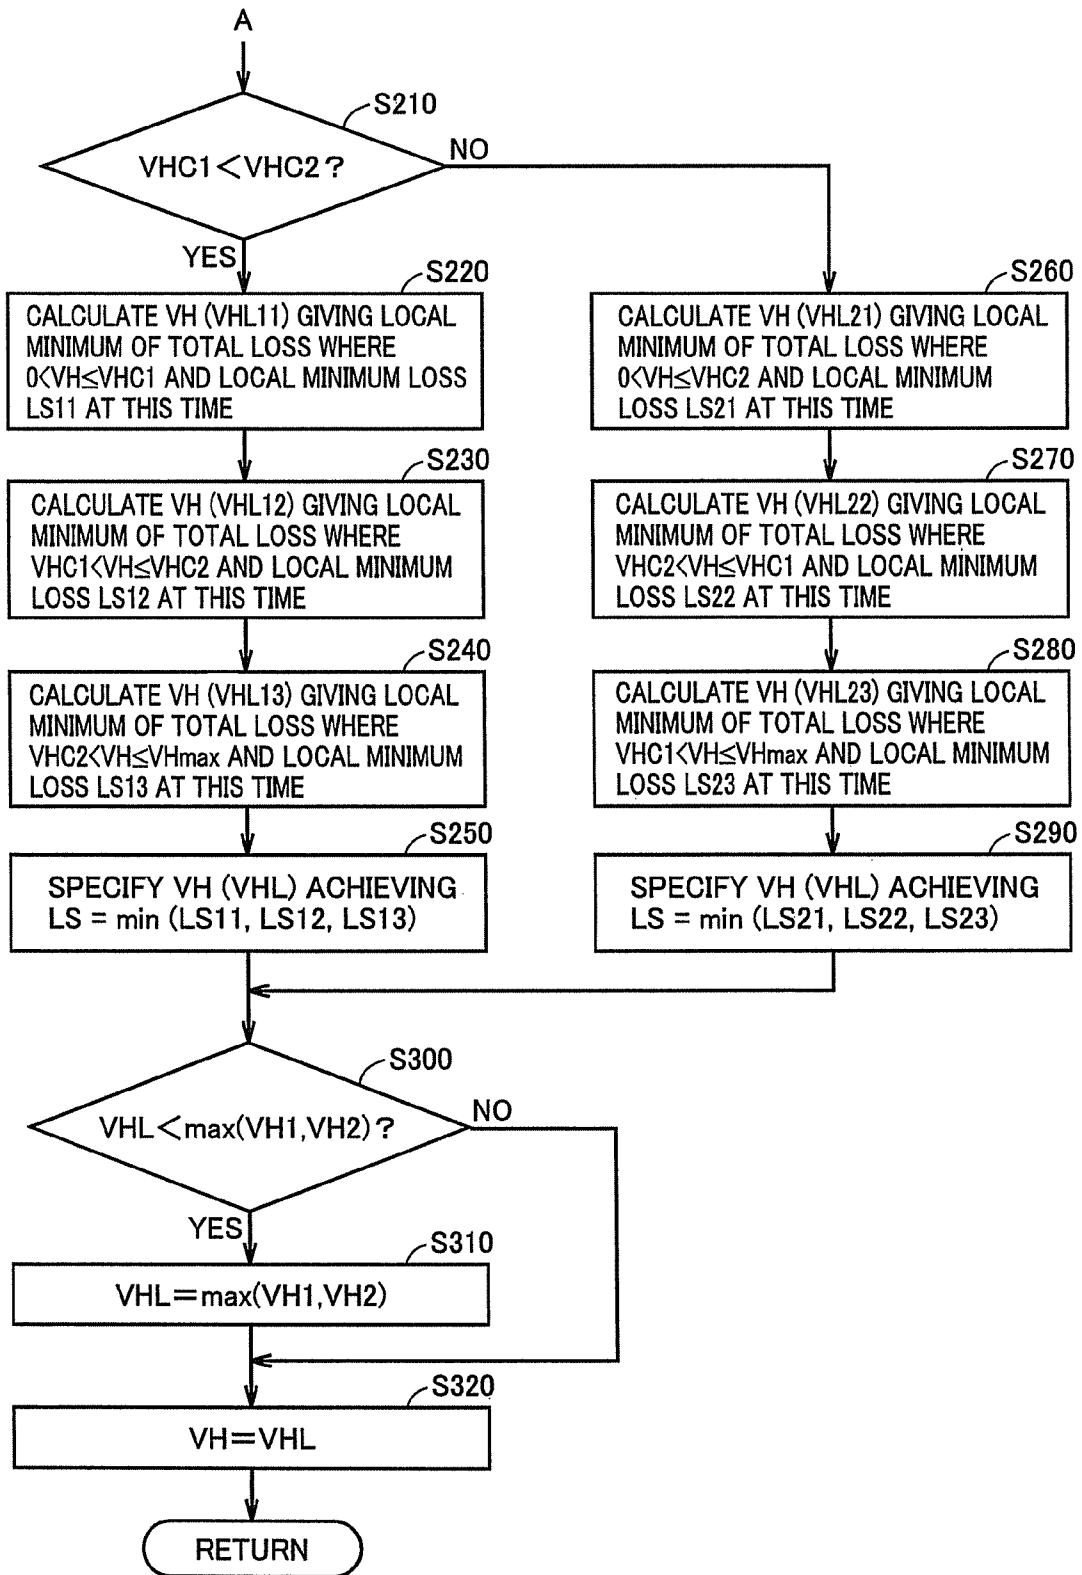 A
S210
VHC1<VHC2?
NO
YES
S220
CALCULATE VH (VHL11) GIVING LOCAL
MINIMUM OF TOTAL LOSS WHERE
0<VH≤VHC1 AND LOCAL MINIMUM LOSS
LS11 AT THIS TIME
S230
CALCULATE VH (VHL12) GIVING LOCAL
MINIMUM OF TOTAL LOSS WHERE
VHC1<VH≤VHC2 AND LOCAL MINIMUM
LOSS LS12 AT THIS TIME
S240
CALCULATE VH (VHL13) GIVING LOCAL
MINIMUM OF TOTAL LOSS WHERE
VHC2<VH≤VHmax AND LOCAL MINIMUM
LOSS LS13 AT THIS TIME
S250
SPECIFY VH (VHL) ACHIEVING
LS = min (LS11, LS12, LS13)
S260
CALCULATE VH (VHL21) GIVING LOCAL
MINIMUM OF TOTAL LOSS WHERE
0<VH≤VHC2 AND LOCAL MINIMUM
LOSS LS21 AT THIS TIME
S270
CALCULATE VH (VHL22) GIVING LOCAL
MINIMUM OF TOTAL LOSS WHERE
VHC2<VH≤VHC1 AND LOCAL MINIMUM
LOSS LS22 AT THIS TIME
S280
CALCULATE VH (VHL23) GIVING LOCAL
MINIMUM OF TOTAL LOSS WHERE
VHC1<VH≤VHmax AND LOCAL MINIMUM
LOSS LS23 AT THIS TIME
S290
SPECIFY VH (VHL) ACHIEVING
LS = min (LS21, LS22, LS23)
S300
VHL<max(VH1,VH2)?
NO
YES
S310
VHL=max(VH1,VH2)
S320
VH=VHL
RETURN